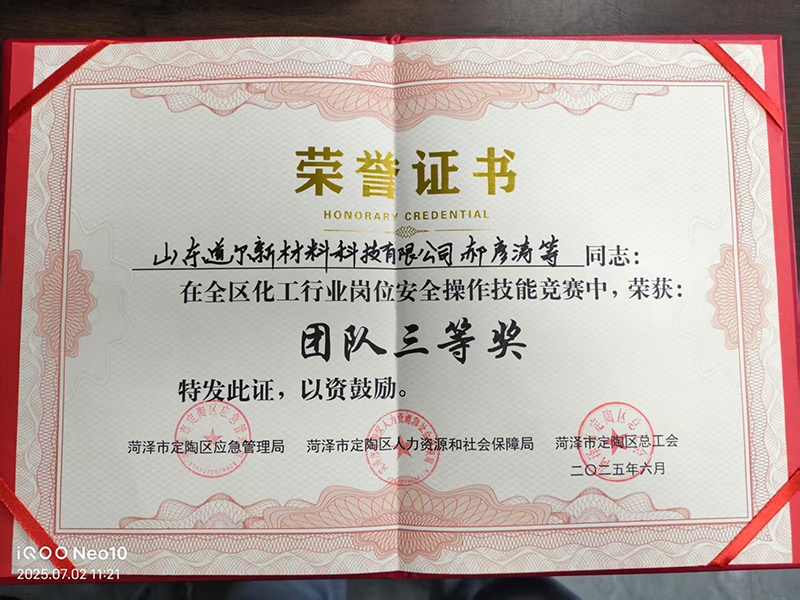 荣誉证书
HONORARY CREDENTIAL
山东道尔新材料科技有限公司郝彦涛等 同志：
在全区化工行业岗位安全操作技能竞赛中，荣获：
团队三等奖
特发此证，以资鼓励。
菏泽市定陶区应急管理局 菏泽市定陶区人力资源和社会保障局 菏泽市定陶区总工会
二〇二五年六月
iQOO Neo10
2025.07.02 11:21